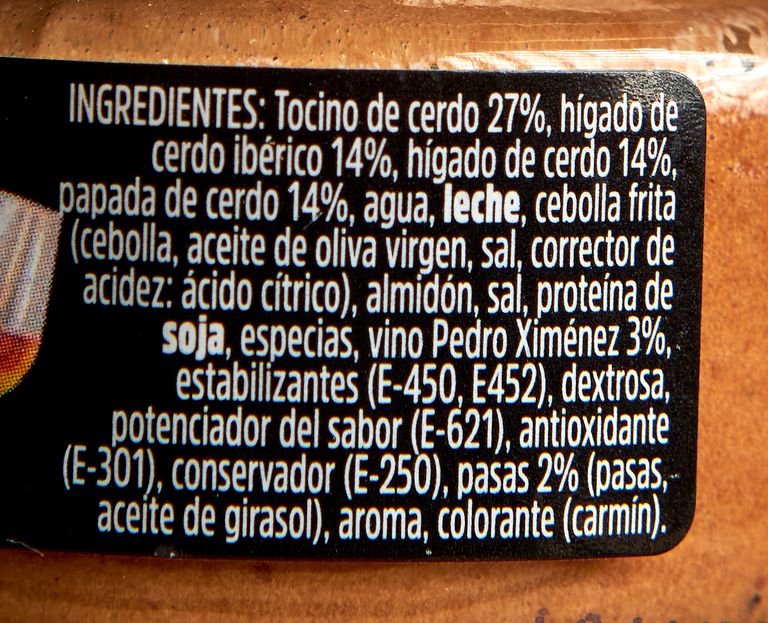 INGREDIENTES: Tocino de cerdo 27%, hígado de
cerdo ibérico 14%, hígado de cerdo 14%,
papada de cerdo 14%, agua, leche, cebolla frita
(cebolla, aceite de oliva virgen, sal, corrector de
acidez: ácido cítrico), almidón, sal, proteína de
soja, especias, vino Pedro Ximénez 3%,
estabilizantes (E-450, E452), dextrosa,
potenciador del sabor (E-621), antioxidante
(E-301), conservador (E-250), pasas 2% (pasas,
aceite de girasol), aroma, colorante (carmín).